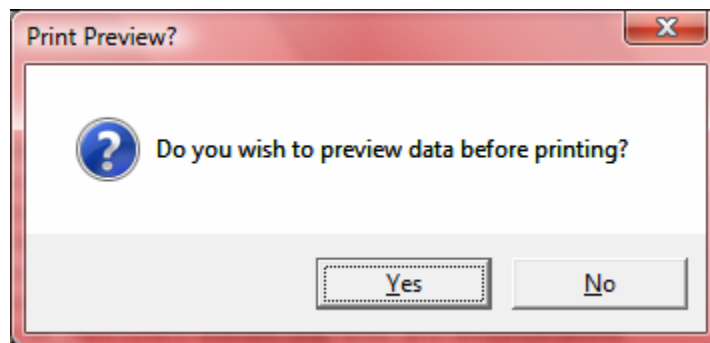 Print Preview?
Do you wish to preview data before printing?
Yes
No